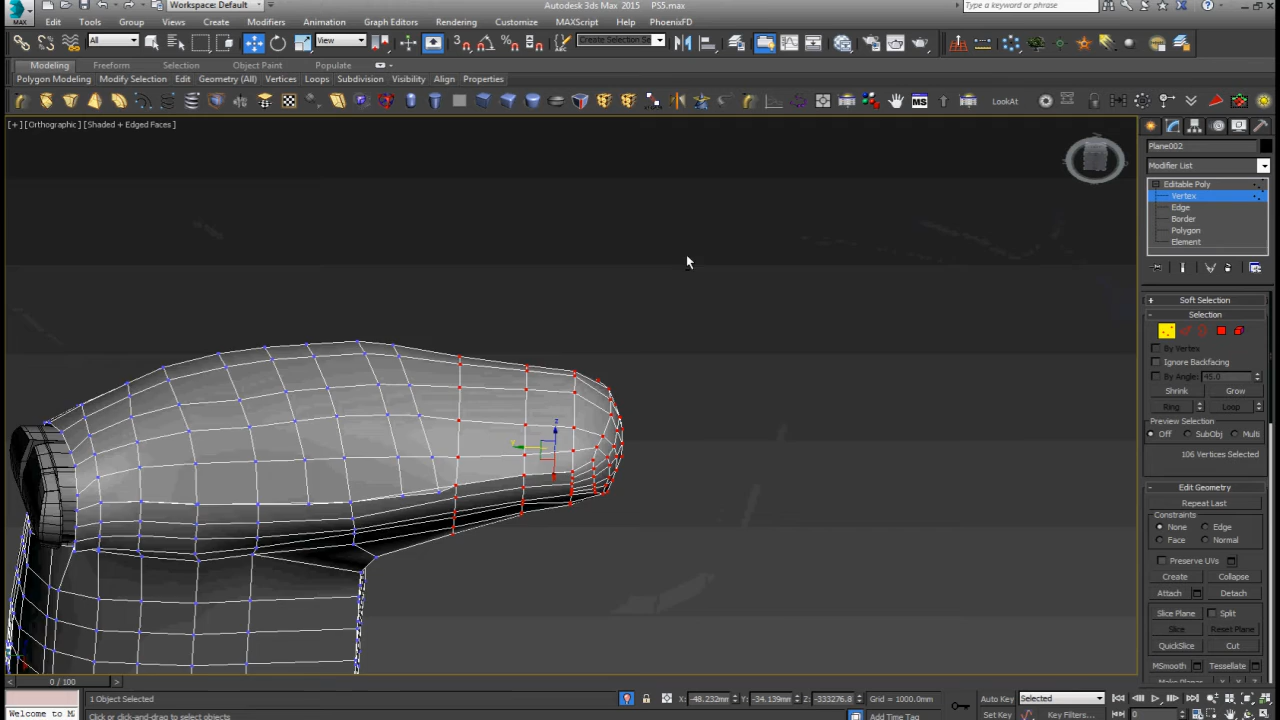 MAX
Workspace: Default
Autodesk 3ds Max 2015 PS5.max
Type a keyword or phrase
Edit Tools Group Views Create Modifiers Animation Graph Editors Rendering Customize MAXScript Help PhoenixFD
All View Create Selection Se
Modeling Freeform Selection Object Paint Populate
Polygon Modeling Modify Selection Edit Geometry (All) Vertices Loops Subdivision Visibility Align Properties
MS LookAt
[+] [Orthographic] [Shaded + Edged Faces]
Plane002
Modifier List
Editable Poly
Vertex
Edge
Border
Polygon
Element
+ Soft Selection
- Selection
By Vertex
Ignore Backfacing
By Angle: 45.0
Shrink Grow
Ring Loop
Preview Selection
Off SubObj Multi
106 Vertices Selected
- Edit Geometry
Repeat Last
Constraints
None Edge
Face Normal
Preserve UVs
Create Collapse
Attach Detach
Slice Plane Split
Slice Reset Plane
QuickSlice Cut
MSmooth Tessellate
Make Planar X Y Z
< 0 / 100 >
1 Object Selected X: -48.232mm Y: -34.139mm Z: -333276.8 Grid = 1000.0mm Auto Key Selected
Welcome to M Click or click-and-drag to select objects Add Time Tag Set Key Key Filters... 0